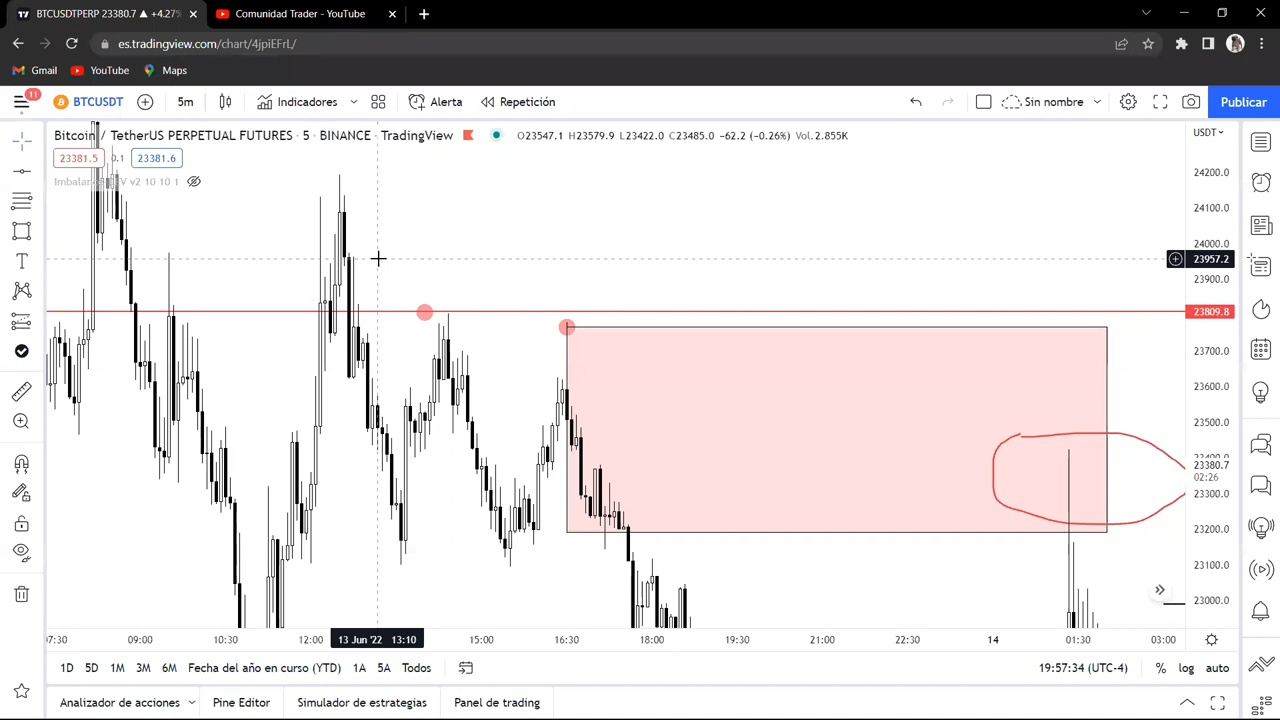 BTCUSDTPERP 23380.7 ▲ +4.27%
Comunidad Trader - YouTube
es.tradingview.com/chart/4jpiEFrL/
Gmail
YouTube
Maps
11
BTCUSDT
5m
Indicadores
Alerta
Repetición
Sin nombre
Publicar
Bitcoin / TetherUS PERPETUAL FUTURES · 5 · BINANCE · TradingView
O23547.1 H23579.9 L23422.0 C23485.0 -62.2 (-0.26%) Vol.2.855K
USDT
23381.5
0.1
23381.6
V v2 10 10 1
24200.0
24100.0
24000.0
23957.2
23900.0
23809.8
23700.0
23600.0
23500.0
23400.0
23380.7
02:26
23300.0
23200.0
23100.0
23000.0
07:30
09:00
10:30
12:00
13 Jun '22 13:10
15:00
16:30
18:00
19:30
21:00
22:30
14
01:30
03:00
1D
5D
1M
3M
6M
Fecha del año en curso (YTD)
1A
5A
Todos
19:57:34 (UTC-4)
%
log
auto
Analizador de acciones
Pine Editor
Simulador de estrategias
Panel de trading